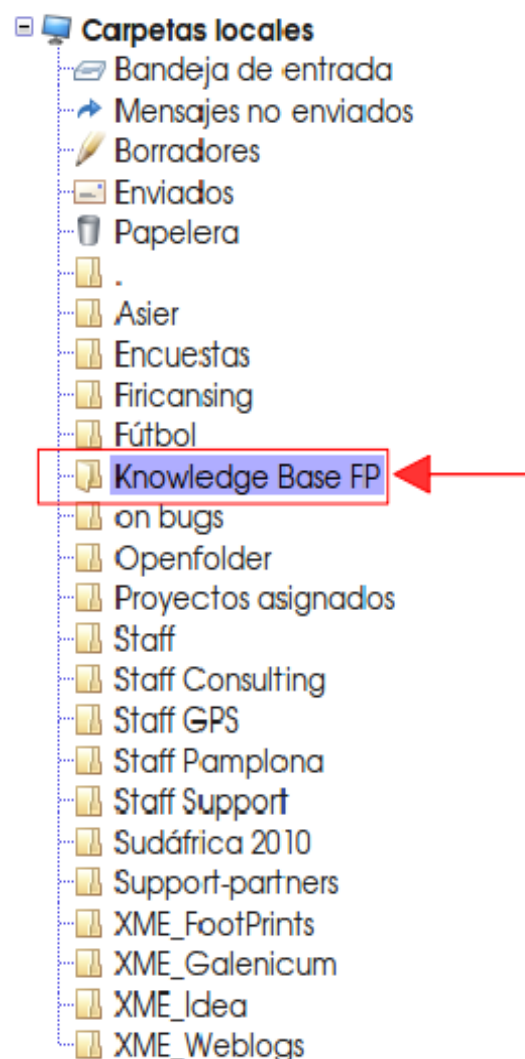 Carpetas locales
Bandeja de entrada
Mensajes no enviados
Borradores
Enviados
Papelera
.
Asier
Encuestas
Firicansing
Fútbol
Knowledge Base FP
on bugs
Openfolder
Proyectos asignados
Staff
Staff Consulting
Staff GPS
Staff Pamplona
Staff Support
Sudáfrica 2010
Support-partners
XME_FootPrints
XME_Galenicum
XME_Idea
XME_Weblogs